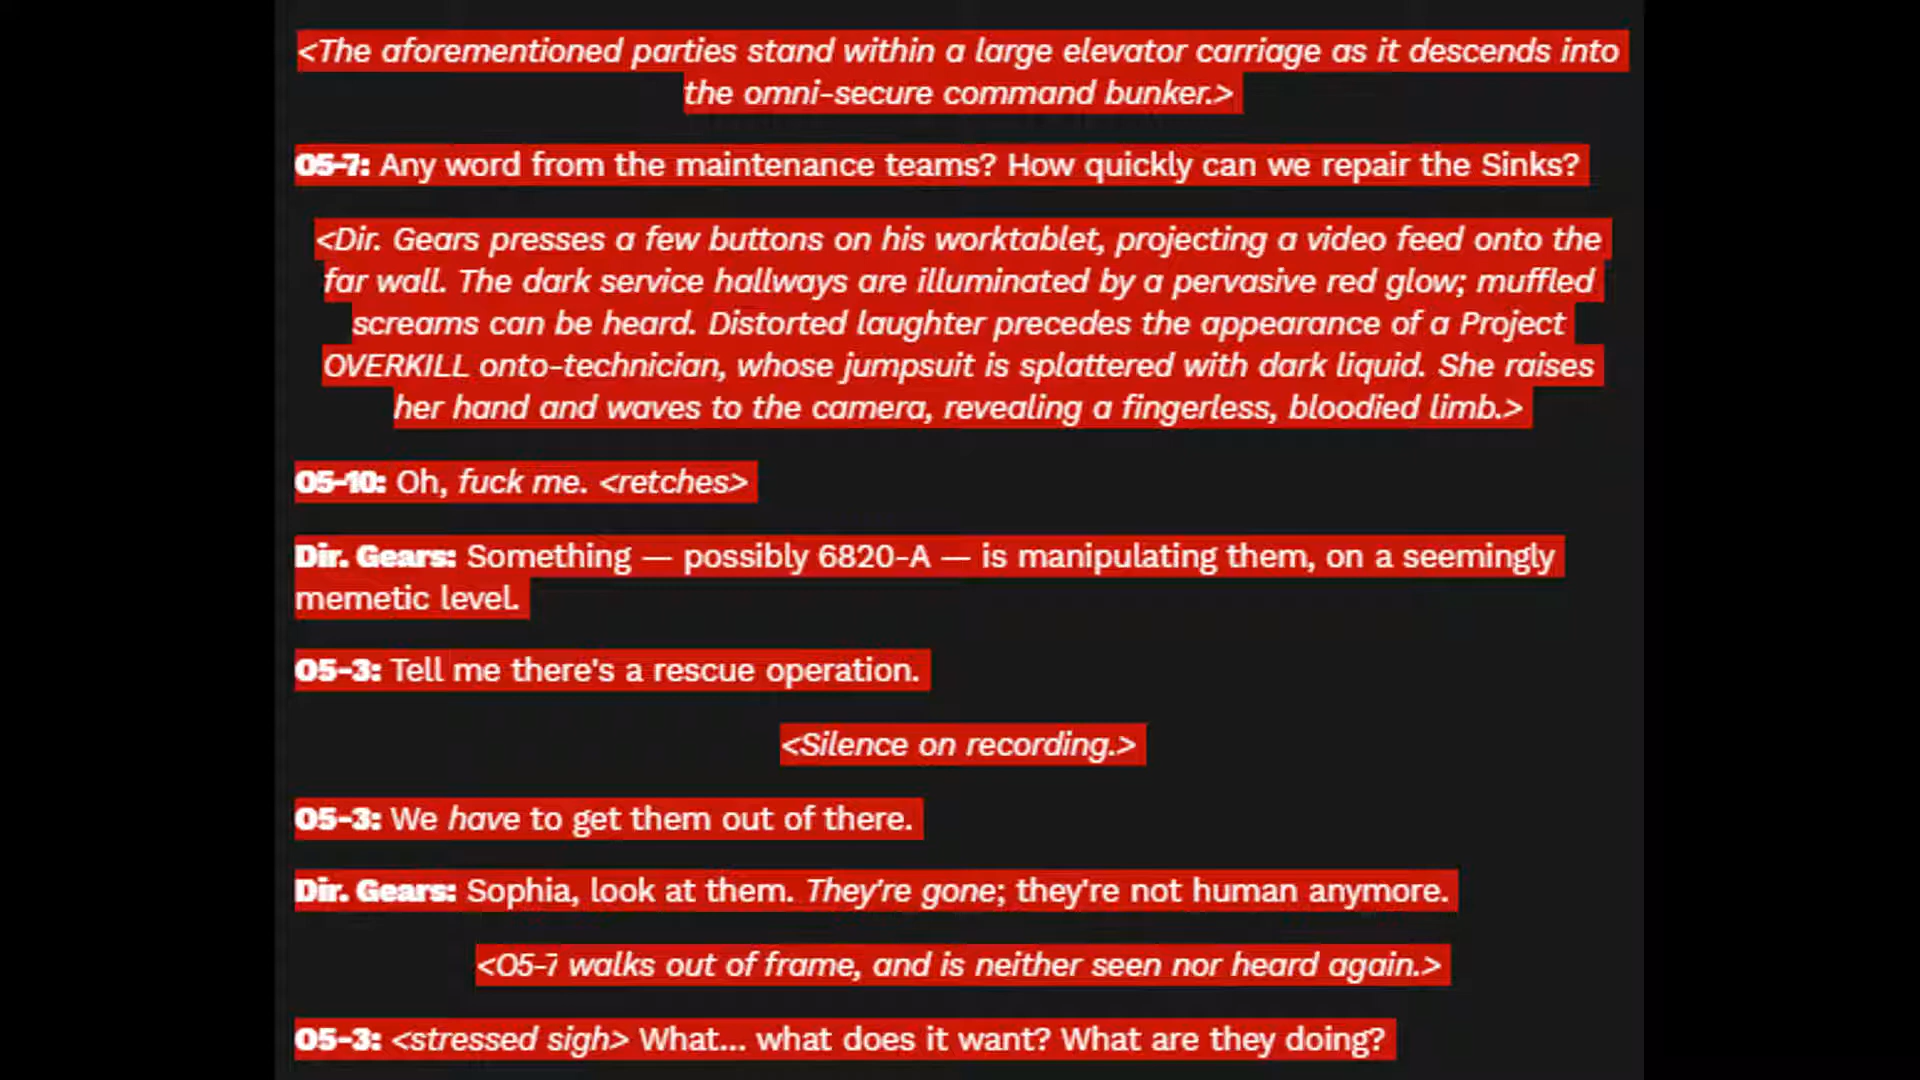 <The aforementioned parties stand within a large elevator carriage as it descends into
the omni-secure command bunker.>
O5-7: Any word from the maintenance teams? How quickly can we repair the Sinks?
<Dir. Gears presses a few buttons on his worktablet, projecting a video feed onto the
far wall. The dark service hallways are illuminated by a pervasive red glow; muffled
screams can be heard. Distorted laughter precedes the appearance of a Project
OVERKILL onto-technician, whose jumpsuit is splattered with dark liquid. She raises
her hand and waves to the camera, revealing a fingerless, bloodied limb.>
O5-10: Oh, fuck me. <retches>
Dir. Gears: Something — possibly 6820-A — is manipulating them, on a seemingly
memetic level.
O5-3: Tell me there's a rescue operation.
<Silence on recording.>
O5-3: We have to get them out of there.
Dir. Gears: Sophia, look at them. They're gone; they're not human anymore.
<O5-7 walks out of frame, and is neither seen nor heard again.>
O5-3: <stressed sigh> What... what does it want? What are they doing?